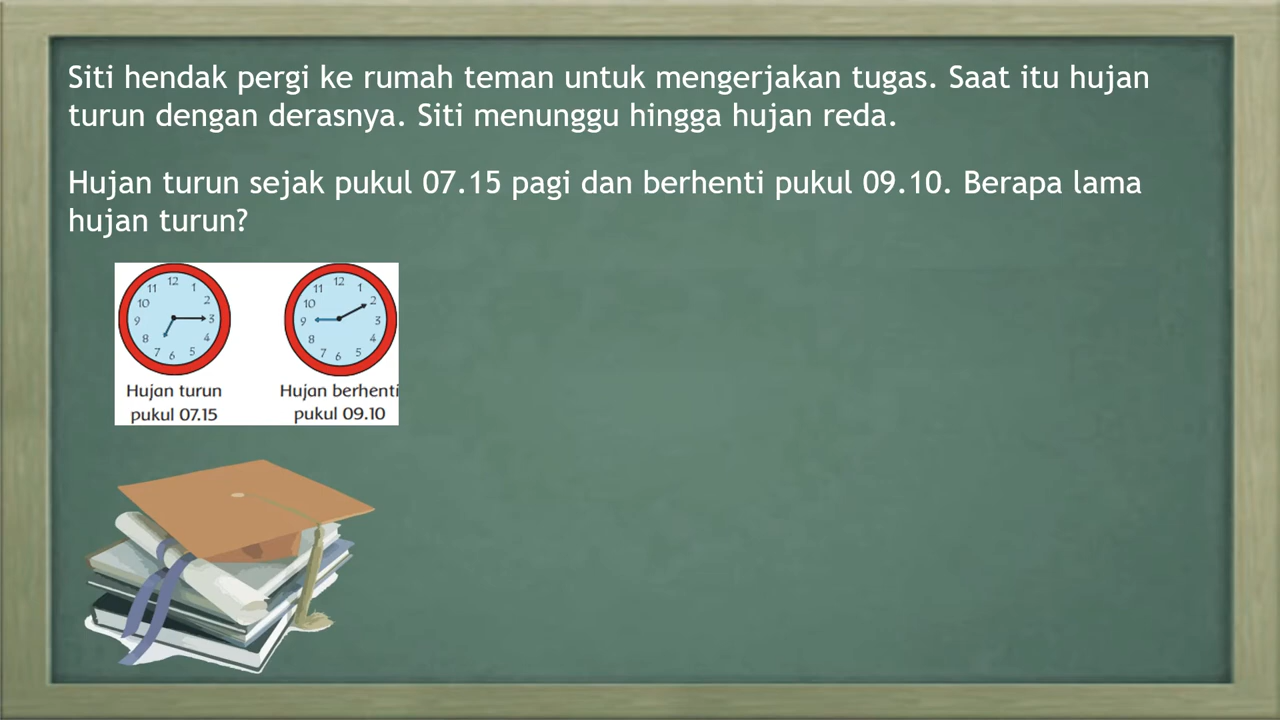 Siti hendak pergi ke rumah teman untuk mengerjakan tugas. Saat itu hujan
turun dengan derasnya. Siti menunggu hingga hujan reda.
Hujan turun sejak pukul 07.15 pagi dan berhenti pukul 09.10. Berapa lama
hujan turun?
12
11 1
10 2
9 3
8 4
7 6 5
12
11 1
10 2
9 3
8 4
7 6 5
Hujan turun
pukul 07.15
Hujan berhenti
pukul 09.10